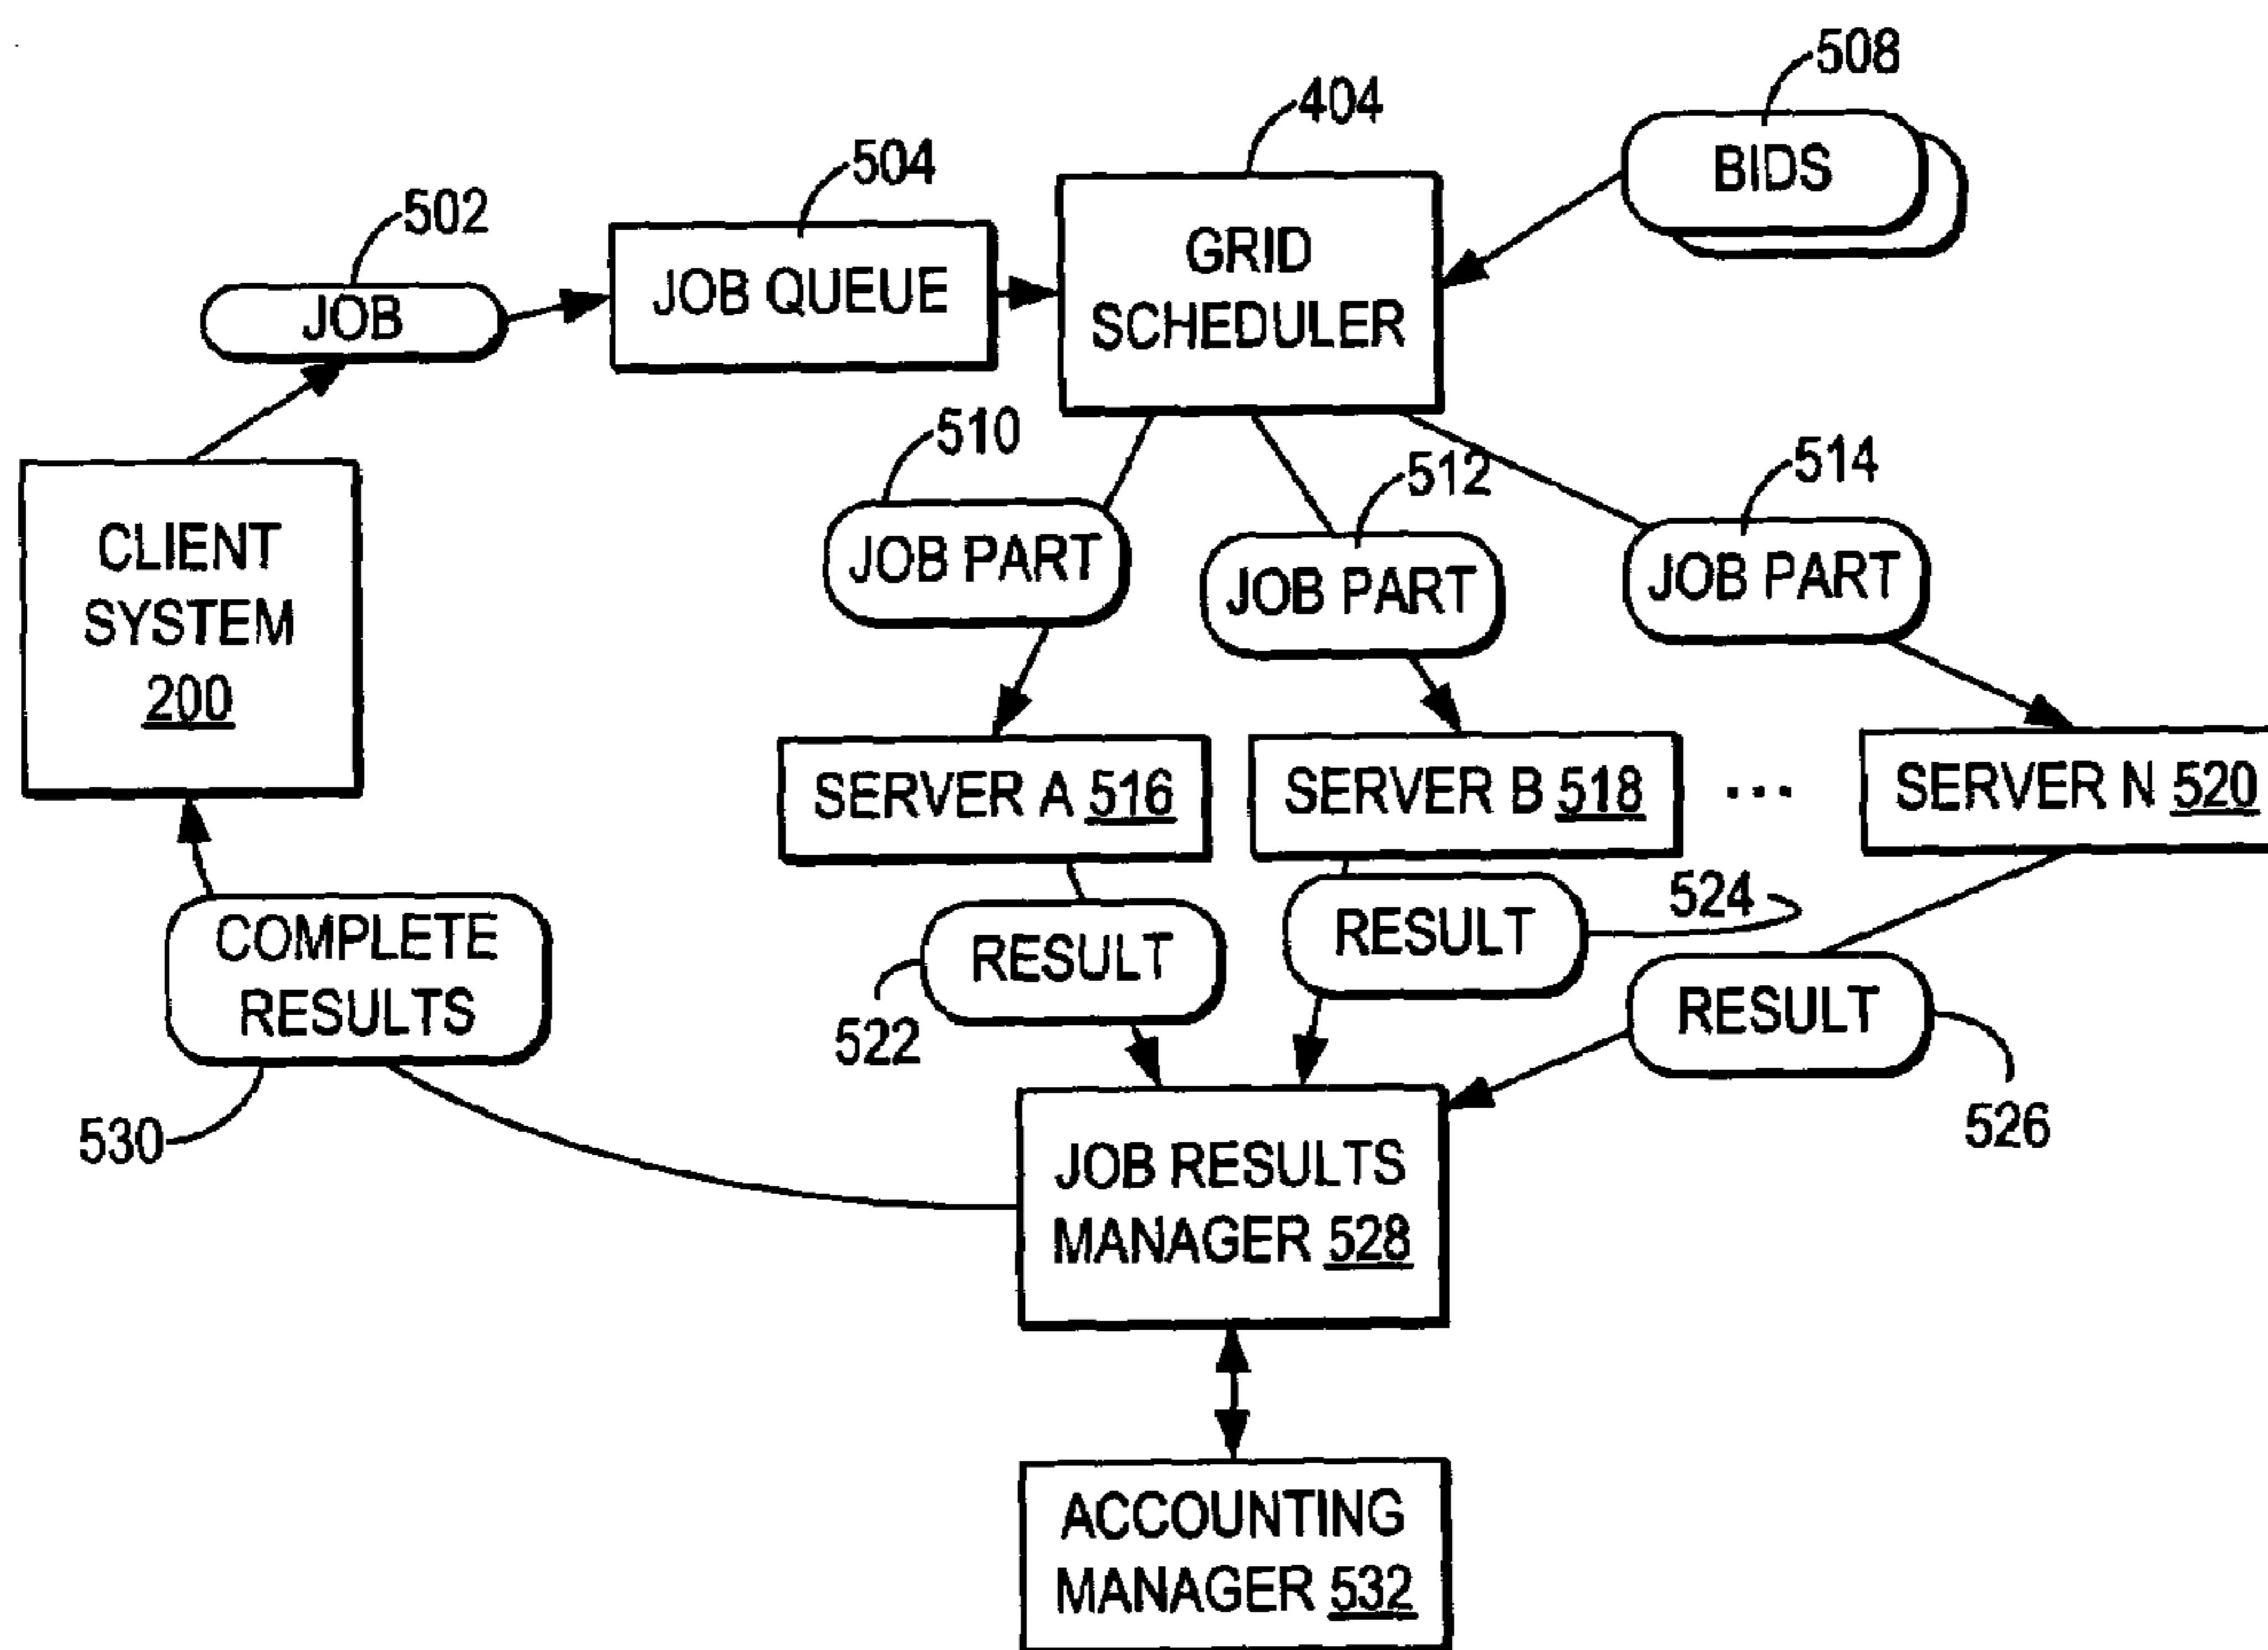 508
404
BIDS
504
502
GRID
SCHEDULER
JOB QUEUE
JOB
510
512
514
CLIENT
SYSTEM
200
JOB PART
JOB PART
JOB PART
SERVER A 516
SERVER B 518
...
SERVER N 520
524
COMPLETE
RESULTS
RESULT
RESULT
RESULT
522
526
530
JOB RESULTS
MANAGER 528
ACCOUNTING
MANAGER 532